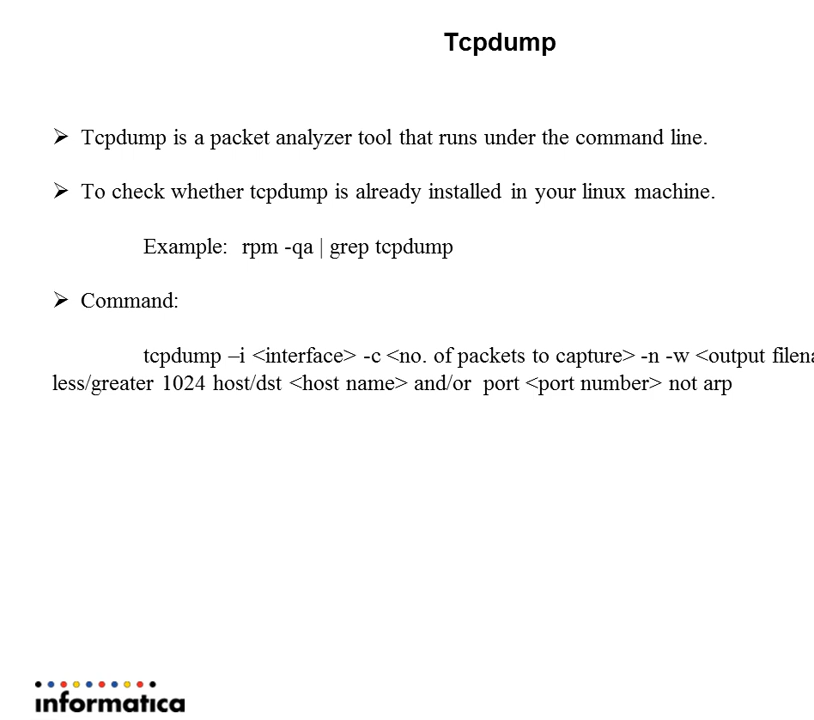 Tcpdump
➢ Tcpdump is a packet analyzer tool that runs under the command line.
➢ To check whether tcpdump is already installed in your linux machine.
Example: rpm -qa | grep tcpdump
➢ Command:
tcpdump –i <interface> -c <no. of packets to capture> -n -w <output
less/greater 1024 host/dst <host name> and/or port <port number> not arp
informatica